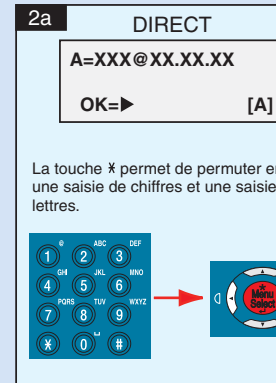 2a
DIRECT
A=XXX@XX.XX.XX
OK=▶ [A]
La touche * permet de permuter en
une saisie de chiffres et une saisie
lettres.
@ ABC DEF
1 2 3
GHI JKL MNO
4 5 6
PQRS TUV WXYZ
7 8 9
* 0 #
Menu
Select